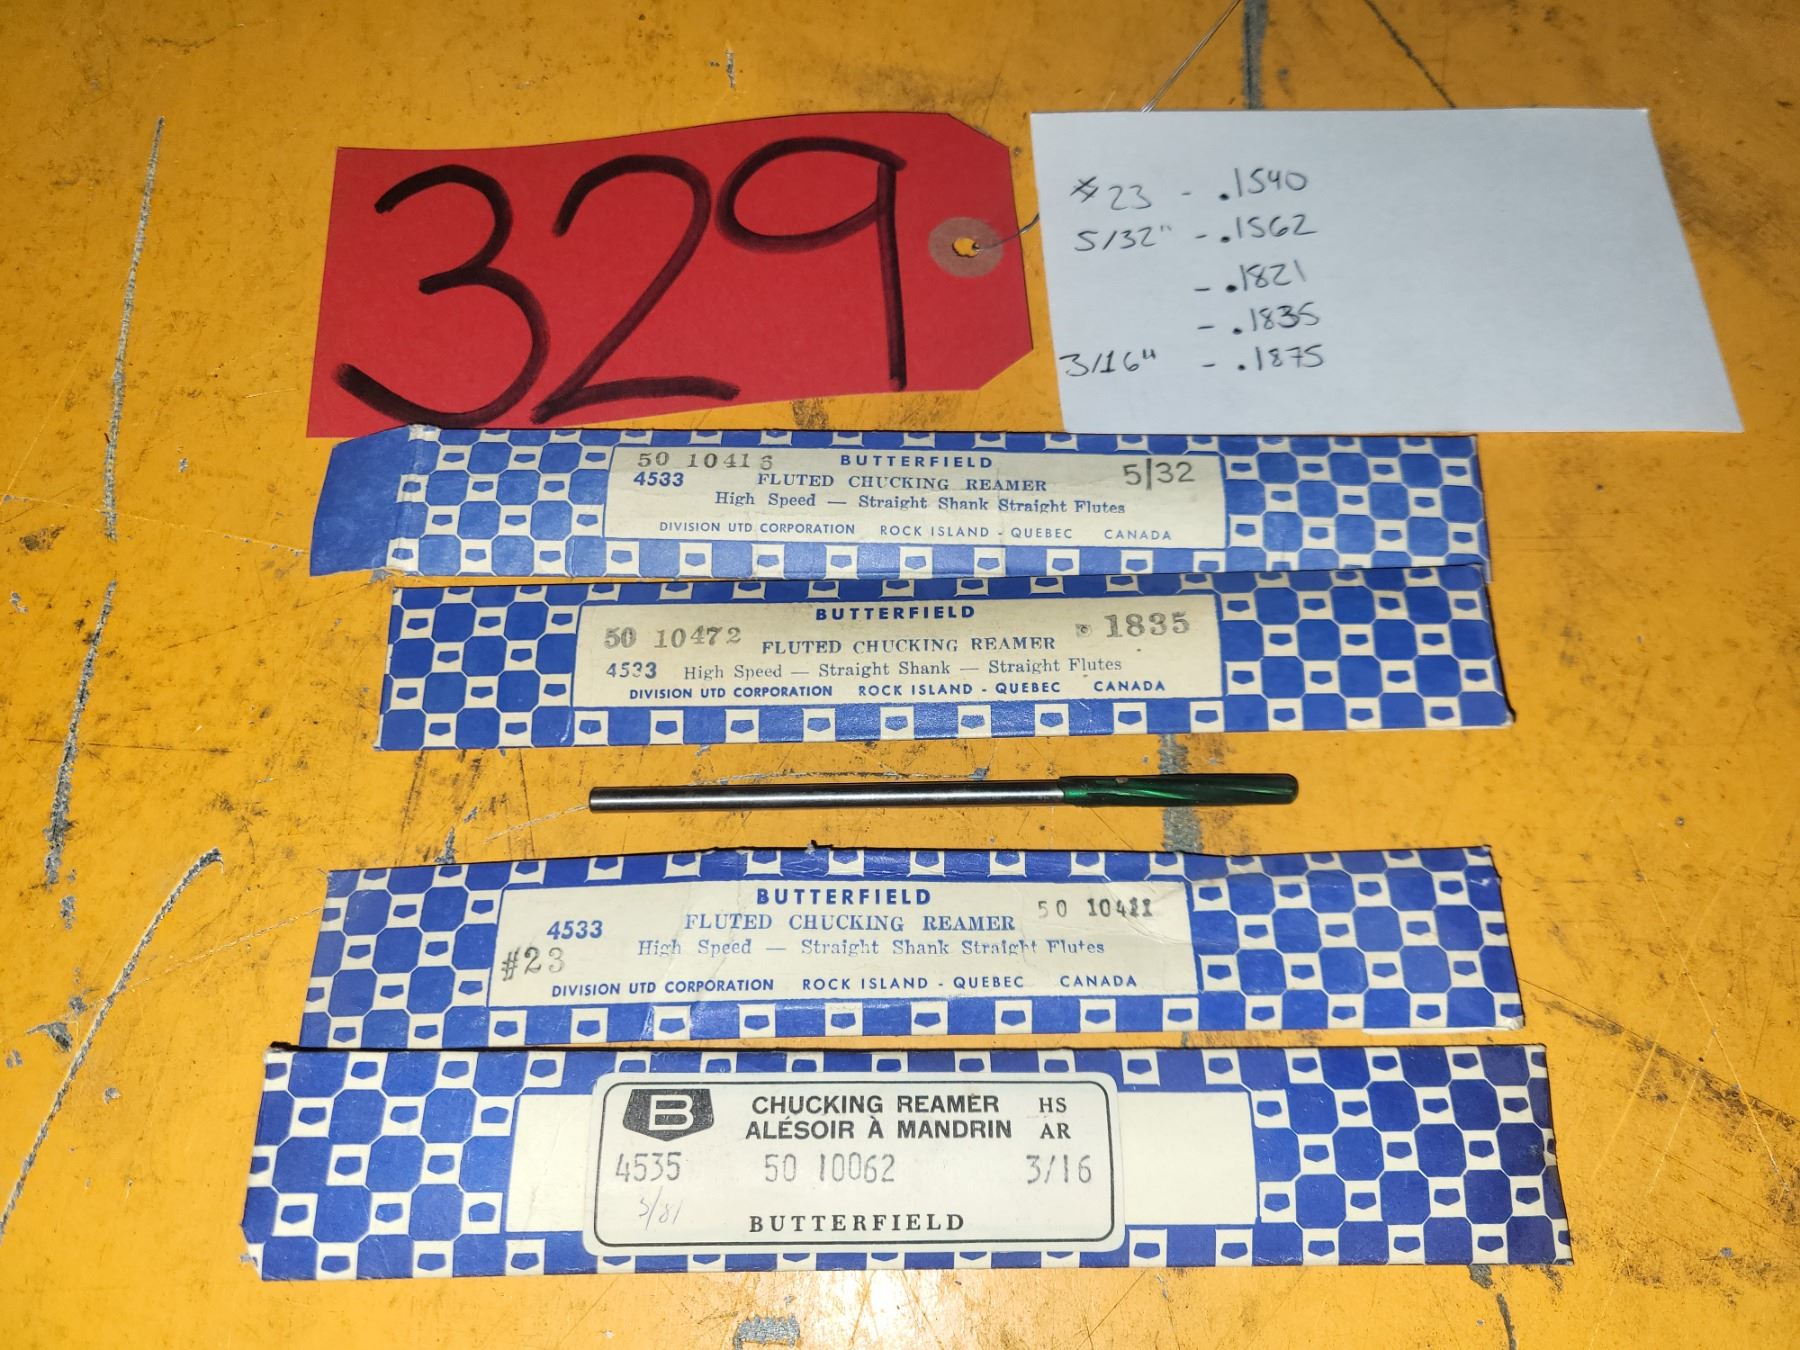 329
#23 - .1540
5/32" - .1562
- .1821
- .1835
3/16" - .1875
50 10416 BUTTERFIELD 5/32
4533 FLUTED CHUCKING REAMER
High Speed — Straight Shank Straight Flutes
DIVISION UTD CORPORATION ROCK ISLAND - QUEBEC CANADA
BUTTERFIELD
50 10472 FLUTED CHUCKING REAMER .1835
4533 High Speed — Straight Shank — Straight Flutes
DIVISION UTD CORPORATION ROCK ISLAND - QUEBEC CANADA
BUTTERFIELD
4533 FLUTED CHUCKING REAMER 50 10411
#23 High Speed — Straight Shank Straight Flutes
DIVISION UTD CORPORATION ROCK ISLAND - QUEBEC CANADA
B CHUCKING REAMER HS
ALÉSOIR À MANDRIN AR
4535 50 10062 3/16
3/81
BUTTERFIELD